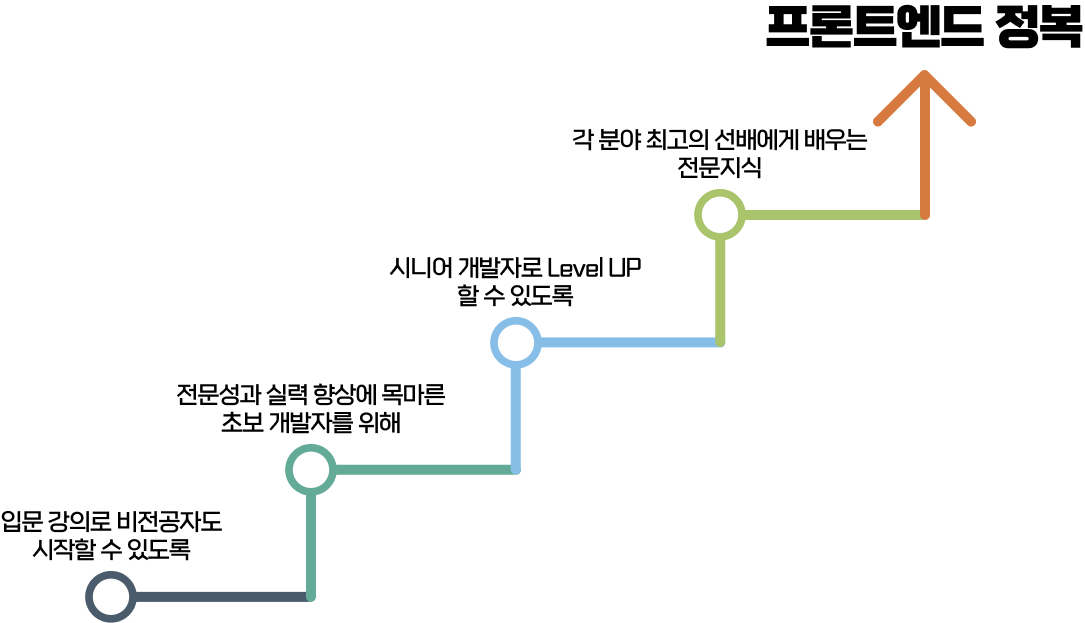 프론트엔드 정복
각 분야 최고의 선배에게 배우는
전문지식
시니어 개발자로 Level UP
할 수 있도록
전문성과 실력 향상에 목마른
초보 개발자를 위해
입문 강의로 비전공자도
시작할 수 있도록